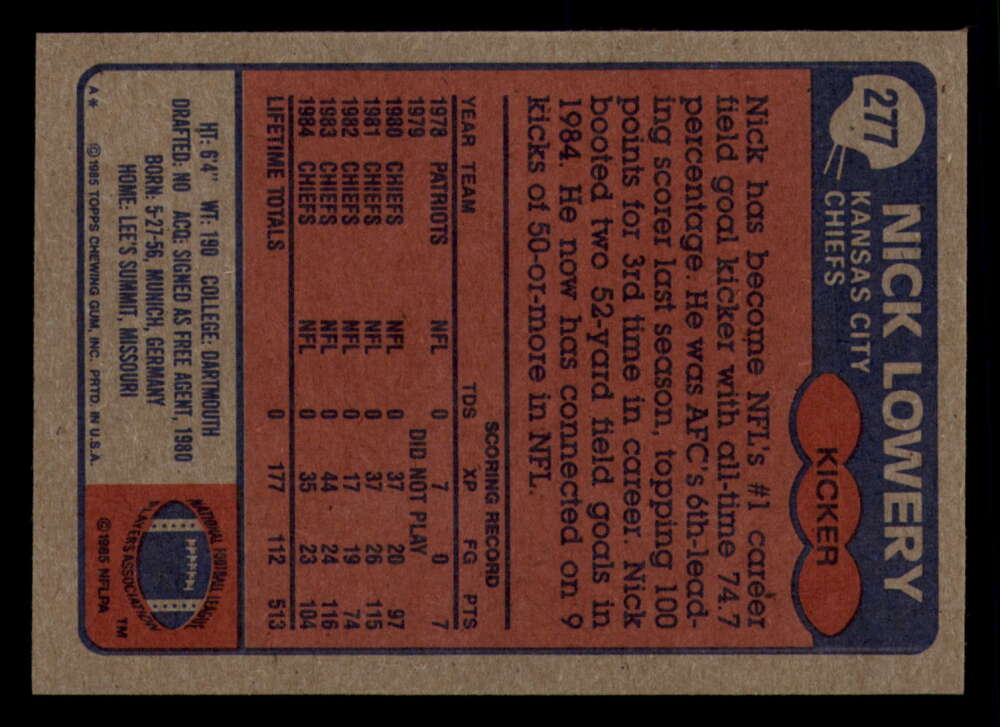 277
NICK LOWERY
KANSAS CITY
CHIEFS
KICKER
Nick has become NFL's #1 career
field goal kicker with all-time 74.7
percentage. He was AFC's 6th-lead-
ing scorer last season, topping 100
points for 3rd time in career. Nick
booted two 52-yard field goals in
1984. He now has connected on 9
kicks of 50-or-more in NFL.
SCORING RECORD
YEAR TEAM TDS XP FG PTS
1978 PATRIOTS NFL 0 7 0 7
1979 DID NOT PLAY
1980 CHIEFS NFL 0 37 20 97
1981 CHIEFS NFL 0 37 26 115
1982 CHIEFS NFL 0 17 19 74
1983 CHIEFS NFL 0 44 24 116
1984 CHIEFS NFL 0 35 23 104
LIFETIME TOTALS 0 177 112 513
HT: 6'4" WT: 190 COLLEGE: DARTMOUTH
DRAFTED: NO ACQ: SIGNED AS FREE AGENT, 1980
BORN: 5-27-56, MUNICH, GERMANY
HOME: LEE'S SUMMIT, MISSOURI
A* © 1985 TOPPS CHEWING GUM, INC. PRTD. IN U.S.A.
NATIONAL FOOTBALL LEAGUE
PLAYERS ASSOCIATION
TM
© 1985 NFLPA